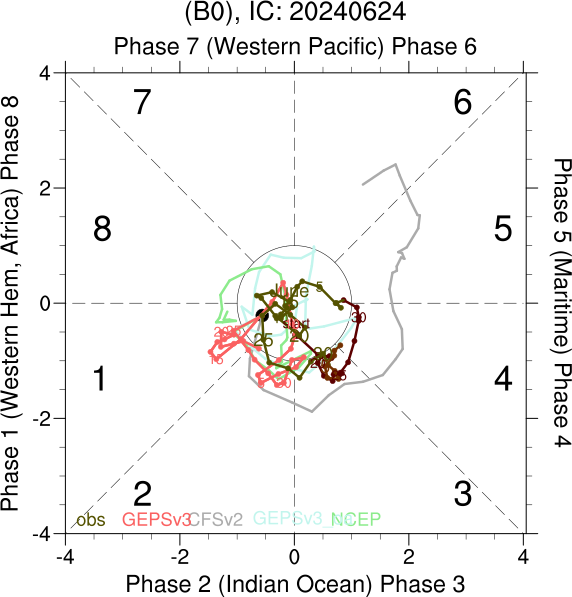 (B0), IC: 20240624
Phase 7 (Western Pacific) Phase 6
Phase 1 (Western Hem, Africa) Phase 8
Phase 5 (Maritime) Phase 4
4
2
0
-2
-4
7
6
8
5
1
4
2
3
June
5
start
30
25
20
15
obs
GEPSv3
CFSv2
GEPSv3
NCEP
-4
-2
0
2
4
Phase 2 (Indian Ocean) Phase 3